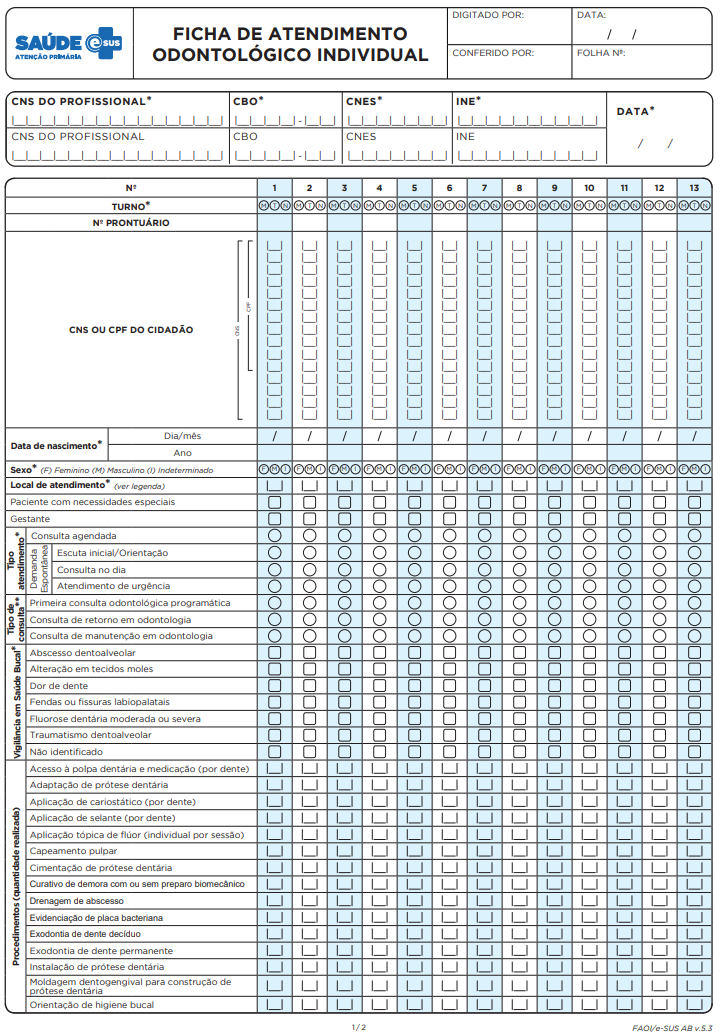 SAÚDE e SUS
ATENÇÃO PRIMÁRIA
FICHA DE ATENDIMENTO
ODONTOLÓGICO INDIVIDUAL
DIGITADO POR:
DATA:
/ /
CONFERIDO POR:
FOLHA Nº:
CNS DO PROFISSIONAL* CBO* CNES* INE*
DATA*
/ /
CNS DO PROFISSIONAL CBO CNES INE
Nº 1 2 3 4 5 6 7 8 9 10 11 12 13
TURNO* M T N M T N M T N M T N M T N M T N M T N M T N M T N M T N M T N M T N M T N
Nº PRONTUÁRIO
CNS OU CPF DO CIDADÃO
CNS
CPF
Data de nascimento*
Dia/mês / / / / / / / / / / / / /
Ano
Sexo* (F) Feminino (M) Masculino (I) Indeterminado F M I F M I F M I F M I F M I F M I F M I F M I F M I F M I F M I F M I F M I
Local de atendimento* (ver legenda)
Paciente com necessidades especiais
Gestante
Tipo atendimento*
Consulta agendada
Demanda Espontânea
Escuta inicial/Orientação
Consulta no dia
Atendimento de urgência
Tipo de consulta**
Primeira consulta odontológica programática
Consulta de retorno em odontologia
Consulta de manutenção em odontologia
Vigilância em Saúde Bucal*
Abscesso dentoalveolar
Alteração em tecidos moles
Dor de dente
Fendas ou fissuras labiopalatais
Fluorose dentária moderada ou severa
Traumatismo dentoalveolar
Não identificado
Procedimentos (quantidade realizada)
Acesso à polpa dentária e medicação (por dente)
Adaptação de prótese dentária
Aplicação de cariostático (por dente)
Aplicação de selante (por dente)
Aplicação tópica de flúor (individual por sessão)
Capeamento pulpar
Cimentação de prótese dentária
Curativo de demora com ou sem preparo biomecânico
Drenagem de abscesso
Evidenciação de placa bacteriana
Exodontia de dente decíduo
Exodontia de dente permanente
Instalação de prótese dentária
Moldagem dentogengival para construção de
prótese dentária
Orientação de higiene bucal
1 / 2
FAOI/e-SUS AB v.5.3